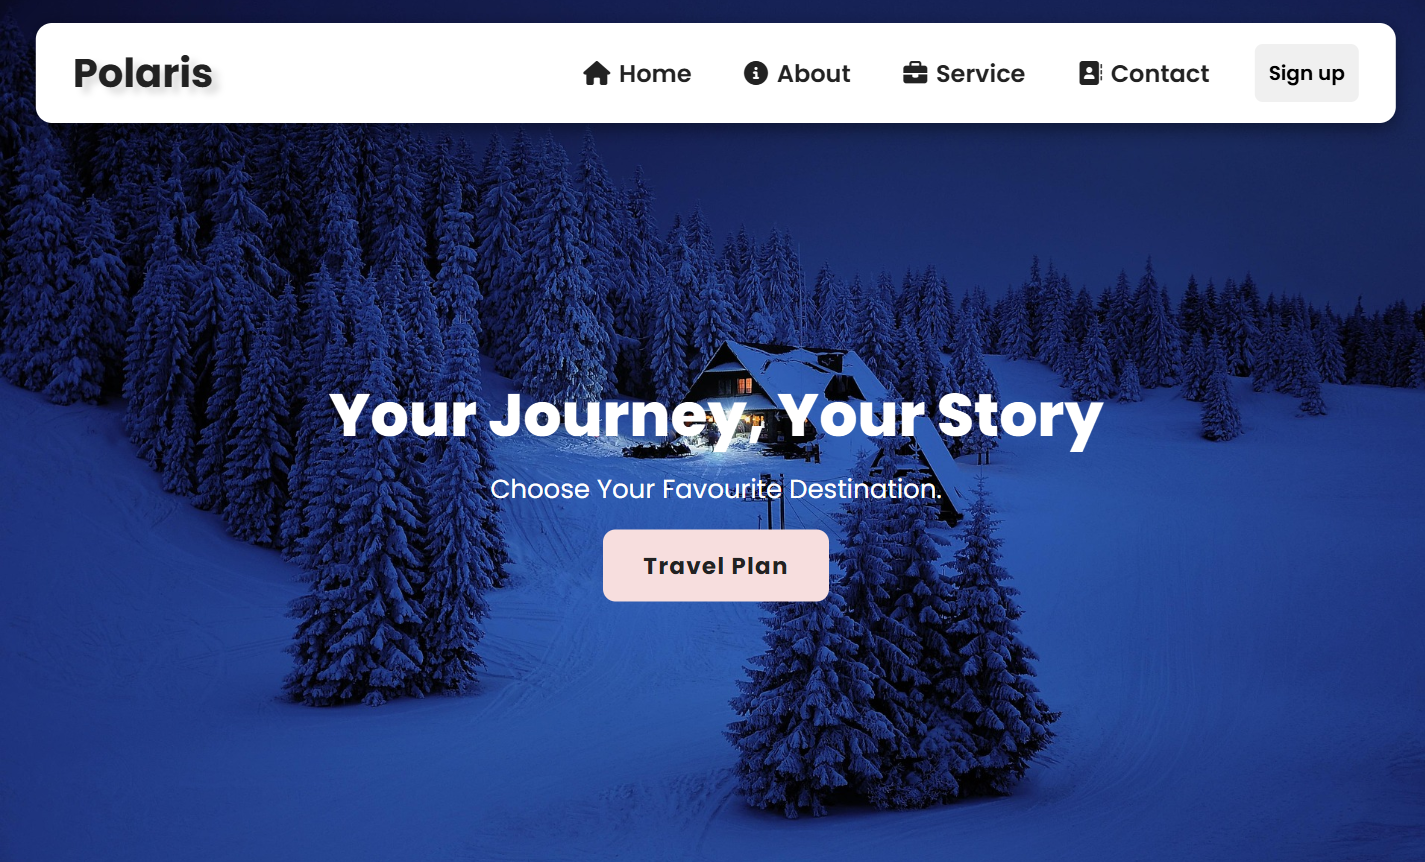 Polaris
Home About Service Contact Sign up
Your Journey, Your Story
Choose Your Favourite Destination.
Travel Plan